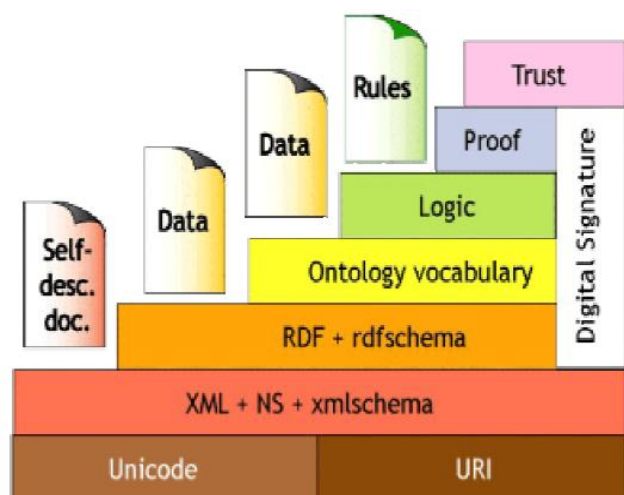 Rules
Trust
Data
Proof
Data
Logic
Self-
desc.
doc.
Ontology vocabulary
Digital Signature
RDF + rdfschema
XML + NS + xmlschema
Unicode
URI